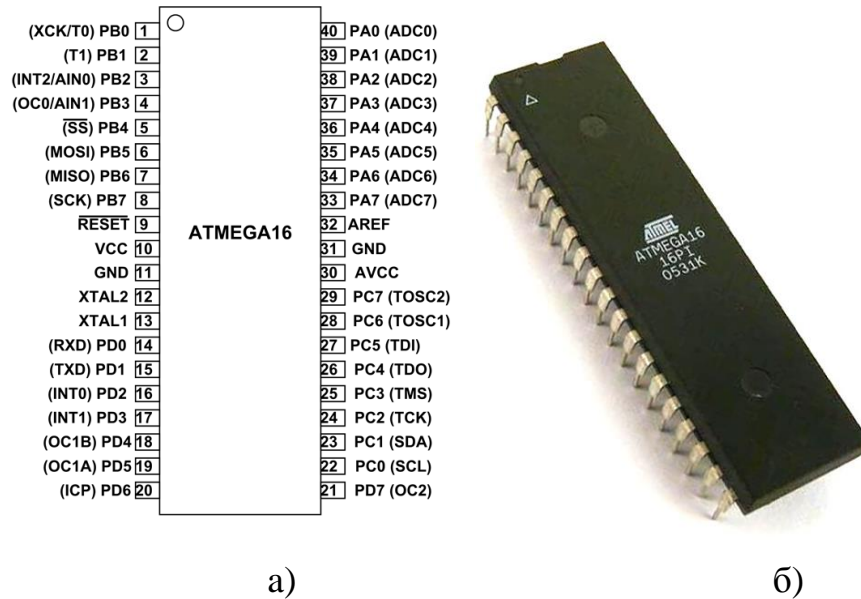 (XCK/T0) PB0 1
(T1) PB1 2
(INT2/AIN0) PB2 3
(OC0/AIN1) PB3 4
(SS) PB4 5
(MOSI) PB5 6
(MISO) PB6 7
(SCK) PB7 8
RESET 9
VCC 10
GND 11
XTAL2 12
XTAL1 13
(RXD) PD0 14
(TXD) PD1 15
(INT0) PD2 16
(INT1) PD3 17
(OC1B) PD4 18
(OC1A) PD5 19
(ICP) PD6 20
ATMEGA16
40 PA0 (ADC0)
39 PA1 (ADC1)
38 PA2 (ADC2)
37 PA3 (ADC3)
36 PA4 (ADC4)
35 PA5 (ADC5)
34 PA6 (ADC6)
33 PA7 (ADC7)
32 AREF
31 GND
30 AVCC
29 PC7 (TOSC2)
28 PC6 (TOSC1)
27 PC5 (TDI)
26 PC4 (TDO)
25 PC3 (TMS)
24 PC2 (TCK)
23 PC1 (SDA)
22 PC0 (SCL)
21 PD7 (OC2)
ATMEL
ATMEGA16
16PI
0531K
а)
б)